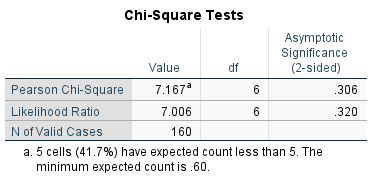 Chi-Square Tests
Value df Asymptotic Significance (2-sided)
Pearson Chi-Square 7.167a 6 .306
Likelihood Ratio 7.006 6 .320
N of Valid Cases 160
a. 5 cells (41.7%) have expected count less than 5. The
minimum expected count is .60.